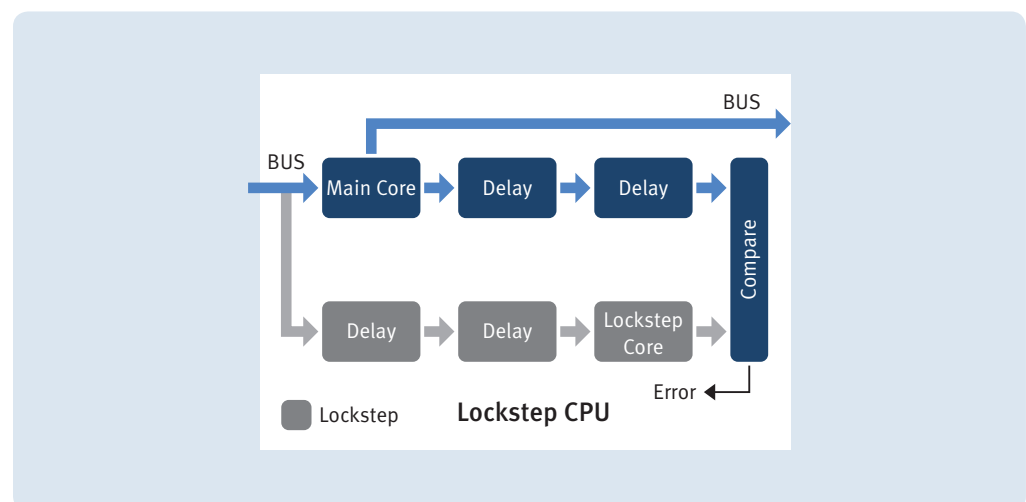 BUS
BUS
Main Core
Delay
Delay
Compare
Delay
Delay
Lockstep
Core
Error
Lockstep
Lockstep CPU